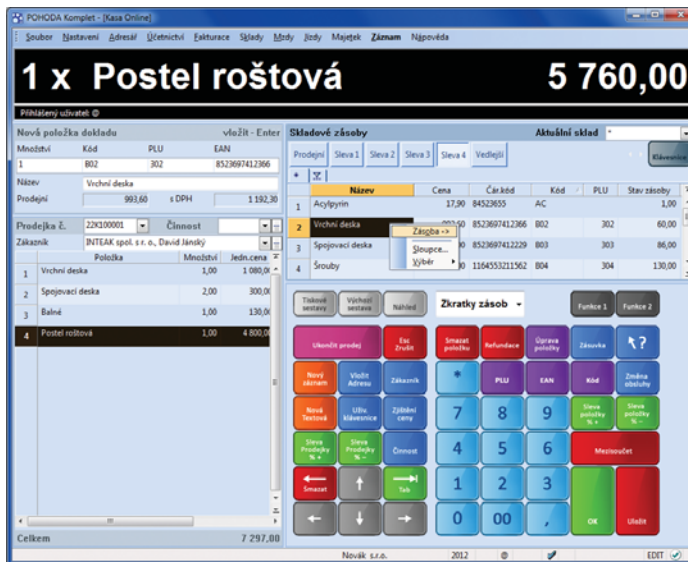 POHODA Komplet - [Kasa Online]
Soubor Nastavení Adresář Účetnictví Fakturace Sklady Mzdy Jízdy Majetek Záznam Nápověda
1 x Postel roštová 5 760,00
Přihlášený uživatel: @
Nová položka dokladu vložit - Enter
Množství Kód PLU EAN
1 B02 302 8523697412366
Název Vrchní deska
Prodejní 993,60 s DPH 1 192,30
Prodejka č. 22K100001 Činnost
Zákazník INTEAK spol. s r. o., David Jánský
Položka Množství Jedn.cena
1 Vrchní deska 1,00 1 080,0
2 Spojovací deska 2,00 300,0
3 Balné 1,00 130,0
4 Postel roštová 1,00 4 800,0
Celkem 7 297,00
Skladové zásoby Aktuální sklad *
Prodejní Sleva 1 Sleva 2 Sleva 3 Sleva 4 Vedlejší Klávesnice
*
Název Cena Čár.kód Kód PLU Stav zásoby
1 Acylpyrin 17,90 84523655 AC 1,00
2 Vrchní deska 8523697412366 B02 302 60,00
3 Spojovací deska 8523697412229 B03 303 86,00
4 Šrouby 1164553211562 B04 304 130,00
Zásoba ->
Sloupce...
Výběr
Tiskové sestavy Výchozí sestava Náhled Zkratky zásob Funkce 1 Funkce 2
Ukončit prodej Esc Zrušit Smazat položku Refundace Úprava položky Zásuvka ?
Nový záznam Vložit Adresu Zákazník * PLU EAN Kód Změna obsluhy
Nová Textová Uživ. klávesnice Zjištění ceny 7 8 9 Sleva položky % + Sleva položky % –
Sleva Prodejky % + Sleva Prodejky % – Činnost 4 5 6 Mezisoučet
Smazat Tab 1 2 3
0 00 , OK Uložit
Novák s.r.o. 2012 @ EDIT